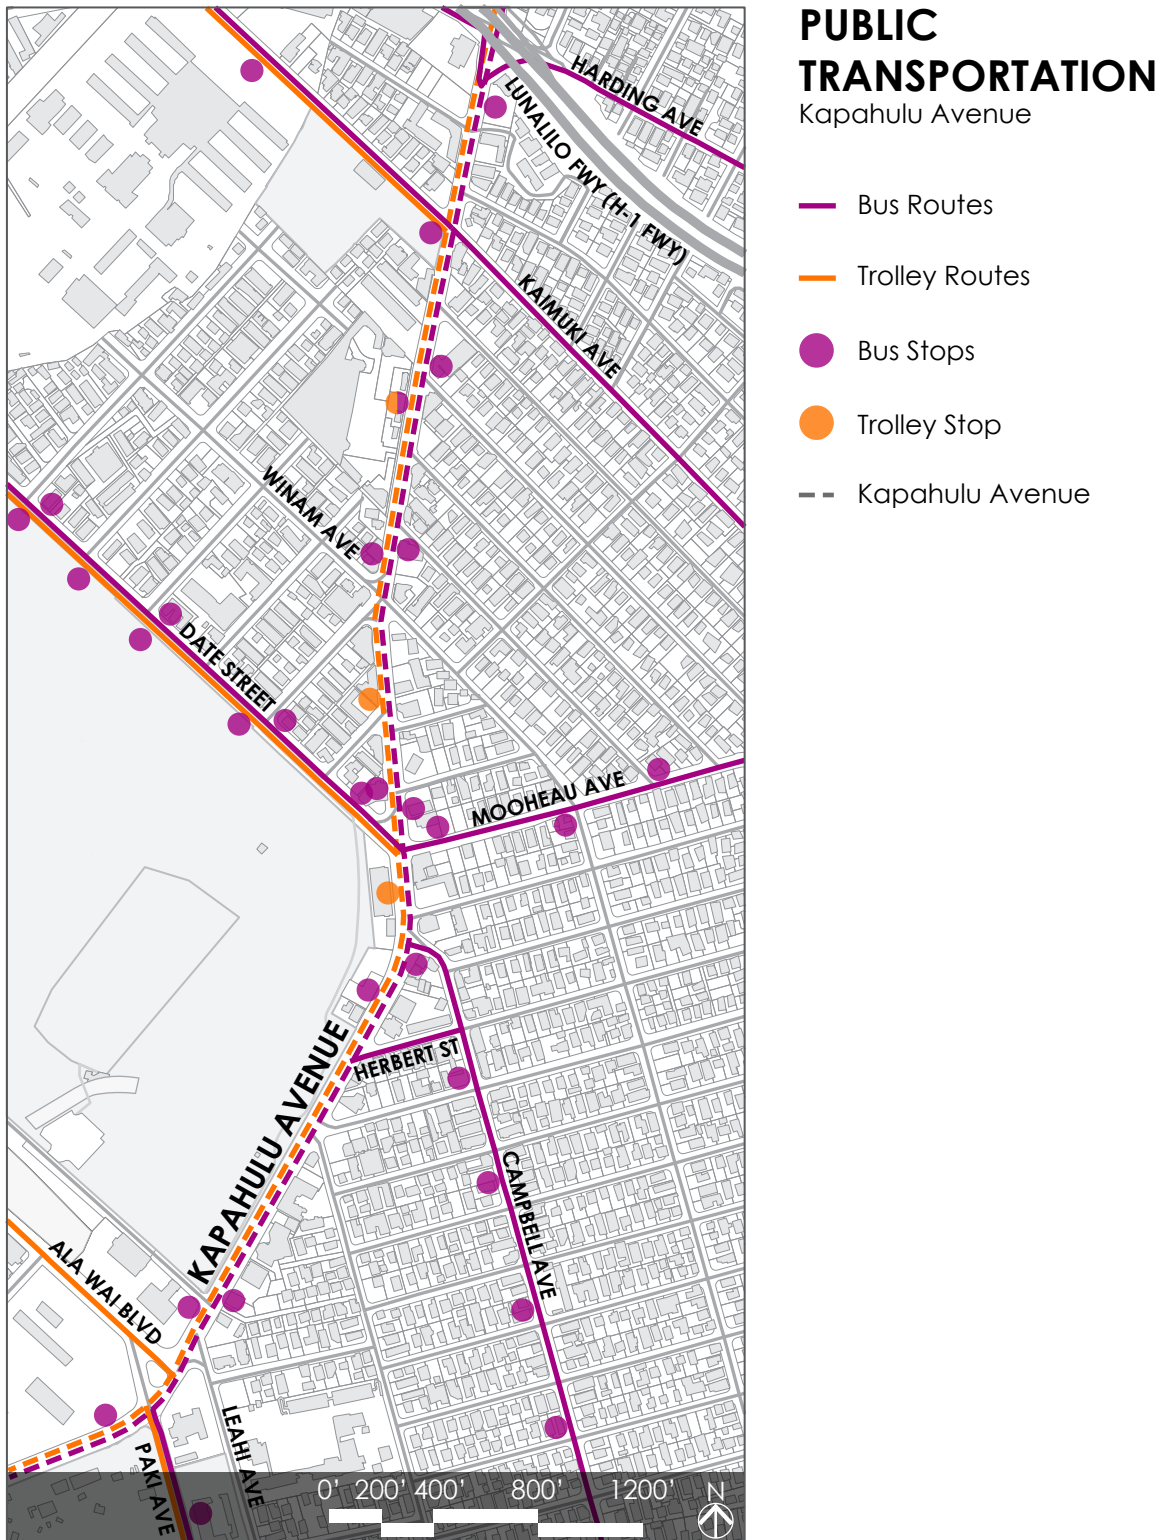 PUBLIC
TRANSPORTATION
Kapahulu Avenue
Bus Routes
Trolley Routes
Bus Stops
Trolley Stop
Kapahulu Avenue
HARDING AVE
LUNALILO FWY (H-1 FWY)
KAIMUKI AVE
WINAM AVE
DATE STREET
MOOHEAU AVE
HERBERT ST
KAPAHULU AVENUE
CAMPBELL AVE
ALA WAI BLVD
LEAHI AVE
PAKI AVE
0' 200' 400' 800' 1200' N